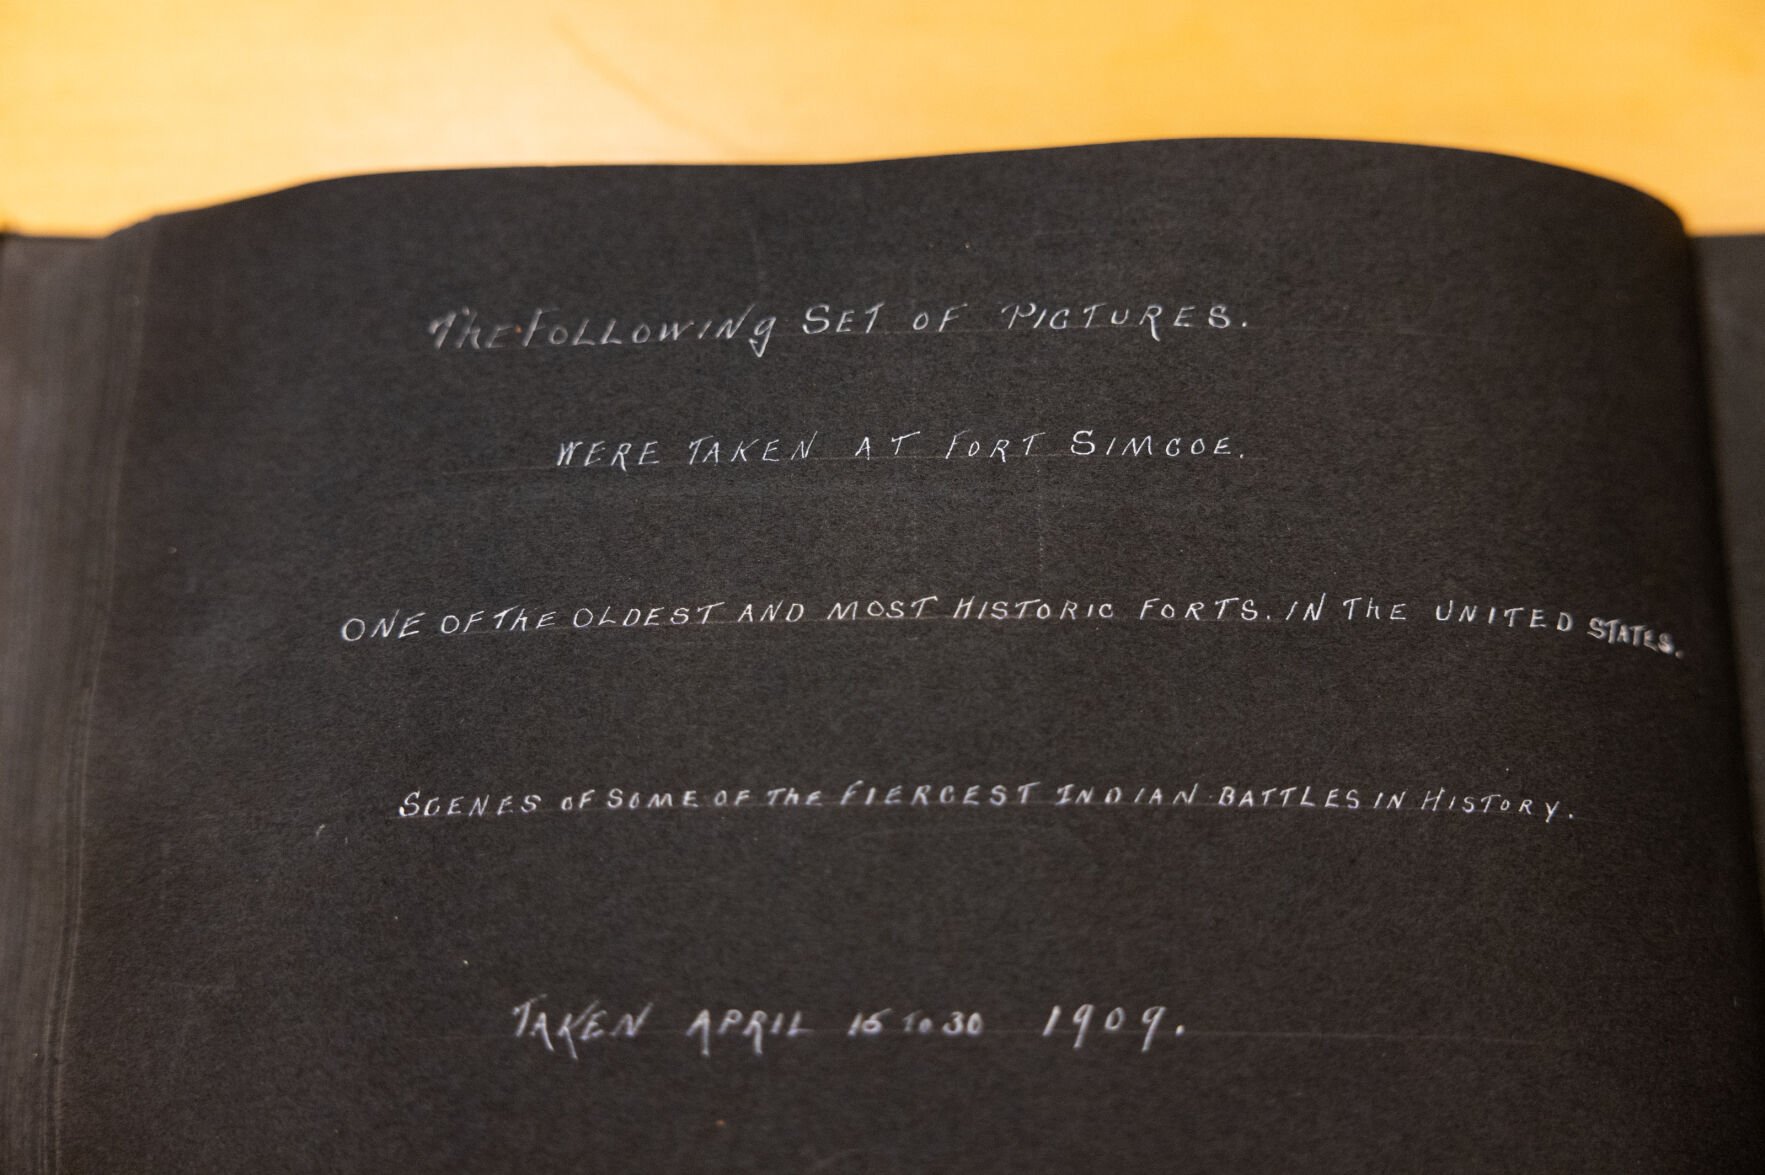 The Following SET OF PICTURES.
WERE TAKEN AT FORT SIMCOE.
ONE OF The OLDEST AND MOST HISTORIC FORTS. IN The UNITED STATES.
SCENES OF SOME OF The FIERCEST INDIAN BATTLES IN HISTORY.
TAKEN APRIL 15 To 30 1909.